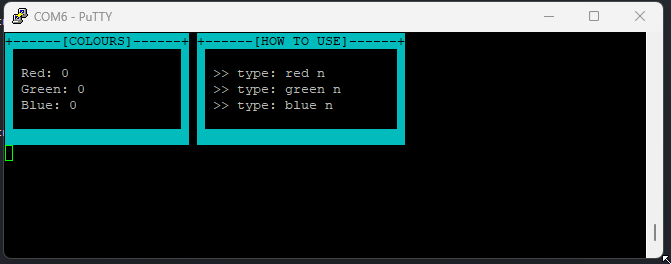 COM6 - PuTTY
+------[COLOURS]------+ +------[HOW TO USE]------+
Red: 0 >> type: red n
Green: 0 >> type: green n
Blue: 0 >> type: blue n